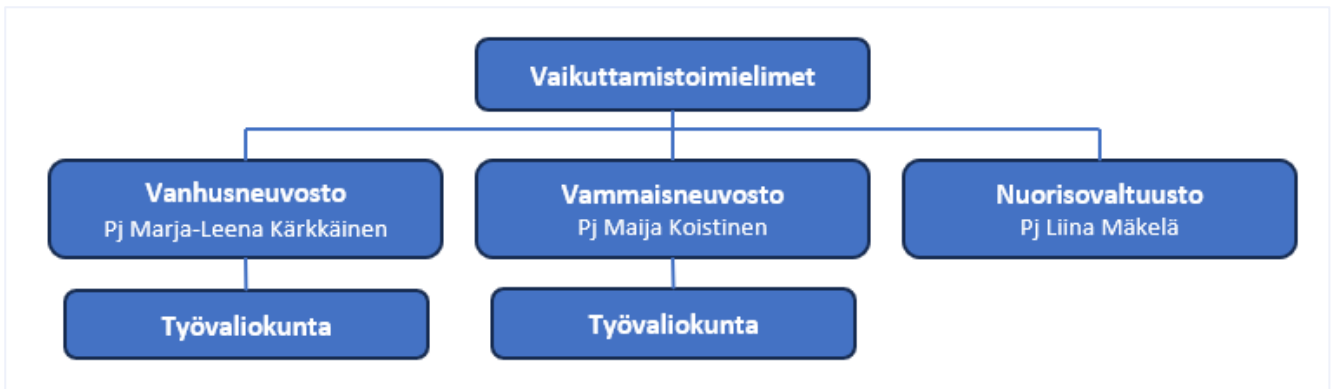 Vaikuttamistoimielimet
Vanhusneuvosto
Pj Marja-Leena Kärkkäinen
Vammaisneuvosto
Pj Maija Koistinen
Nuorisovaltuusto
Pj Liina Mäkelä
Työvaliokunta
Työvaliokunta